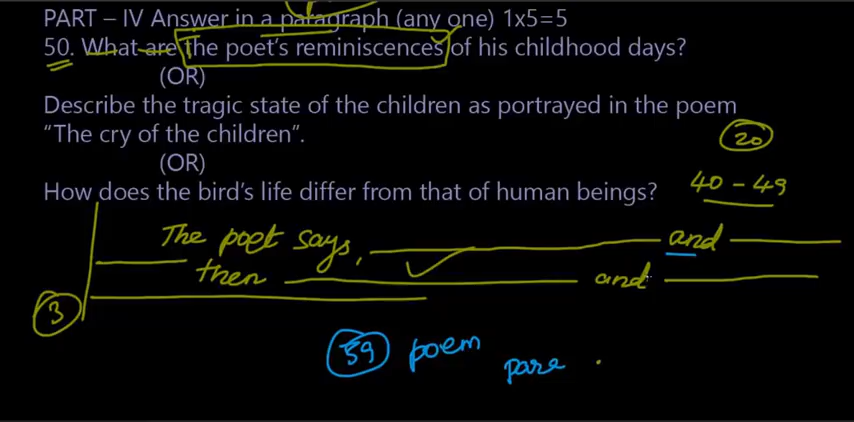 PART – IV Answer in a paragraph (any one) 1x5=5
50. What are the poet's reminiscences of his childhood days?
(OR)
Describe the tragic state of the children as portrayed in the poem
"The cry of the children".
(OR)
20
How does the bird's life differ from that of human beings?
40 - 49
The poet says, and
then and
3
59 poem
para